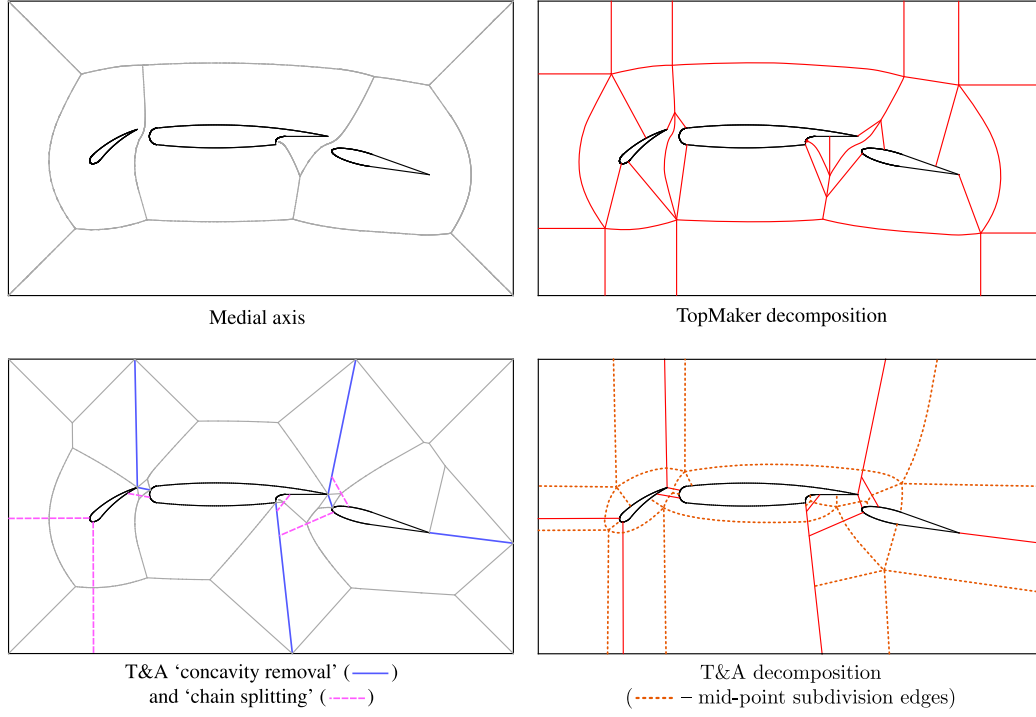 Medial axis
TopMaker decomposition
T&A ‘concavity removal’ ( )
and ‘chain splitting’ ( )
T&A decomposition
( – mid-point subdivision edges)